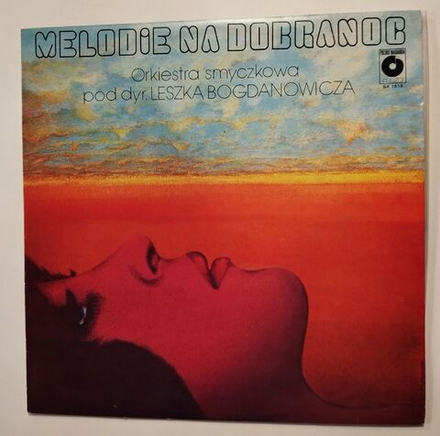 MELODIE NA DOBRANOC
Orkiestra smyczkowa
pod dyr. LESZKA BOGDANOWICZA